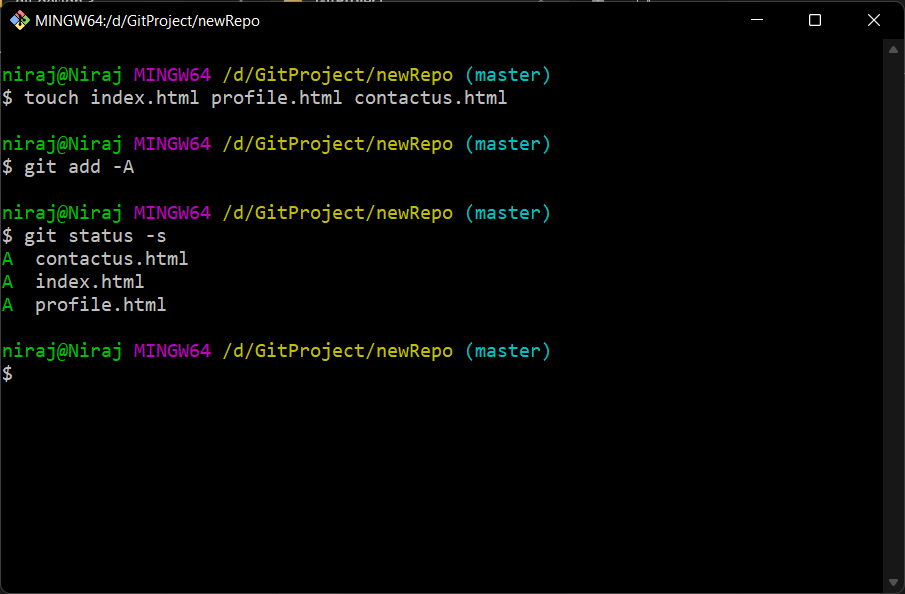 MINGW64:/d/GitProject/newRepo
niraj@Niraj MINGW64 /d/GitProject/newRepo (master)
$ touch index.html profile.html contactus.html
niraj@Niraj MINGW64 /d/GitProject/newRepo (master)
$ git add -A
niraj@Niraj MINGW64 /d/GitProject/newRepo (master)
$ git status -s
A  contactus.html
A  index.html
A  profile.html
niraj@Niraj MINGW64 /d/GitProject/newRepo (master)
$